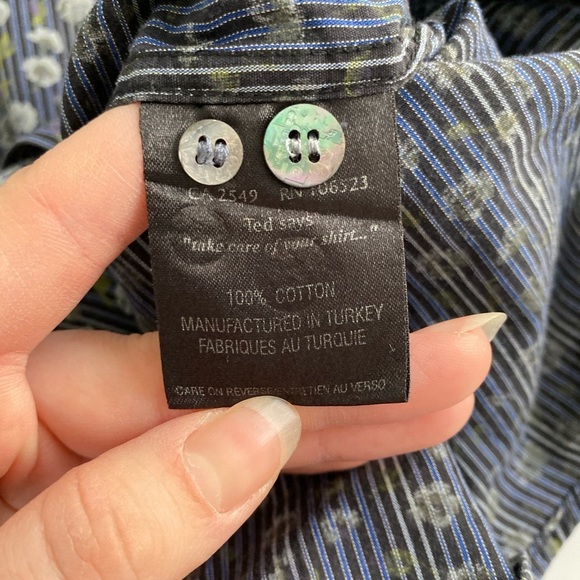 CA 2549 RN 106523
Ted says
"take care of your shirt..."
100% COTTON
MANUFACTURED IN TURKEY
FABRIQUES AU TURQUIE
CARE ON REVERSE/ENTRETIEN AU VERSO